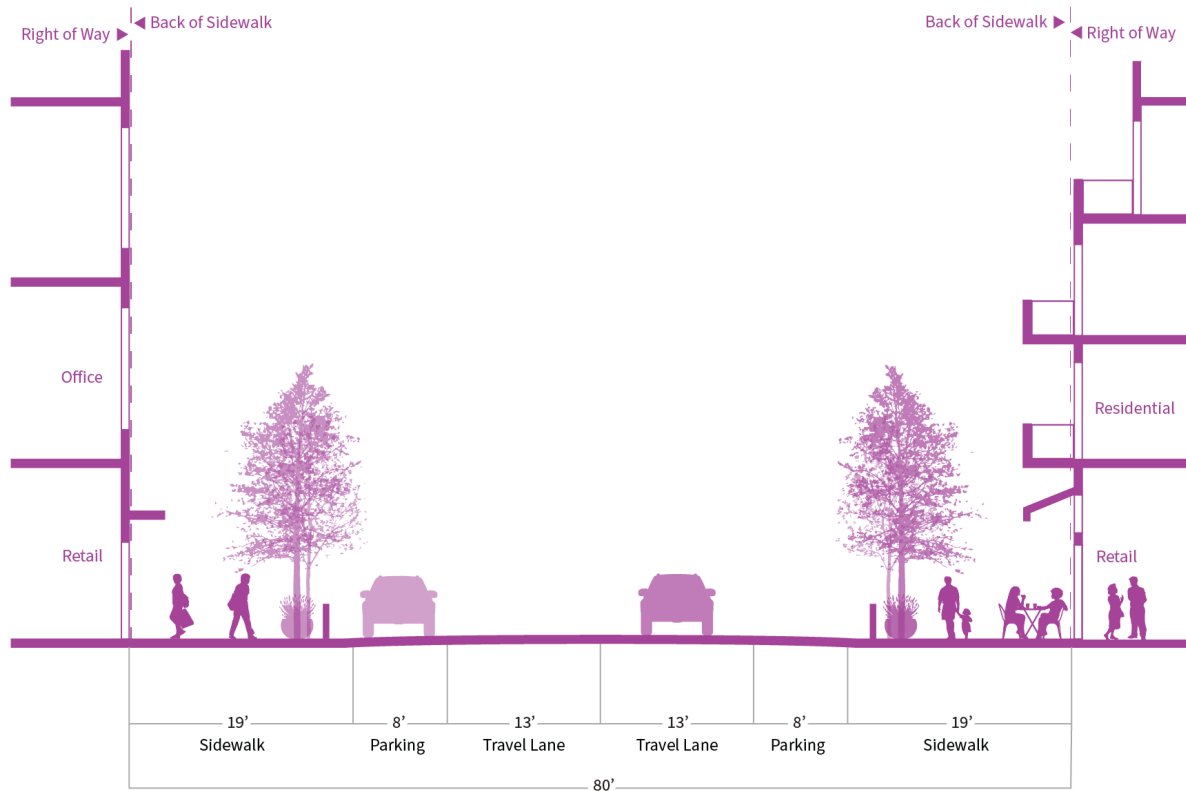 Back of Sidewalk
Right of Way
Back of Sidewalk
Right of Way
Office
Residential
Retail
Retail
19’
8’
13’
13’
8’
19’
Sidewalk
Parking
Travel Lane
Travel Lane
Parking
Sidewalk
80’